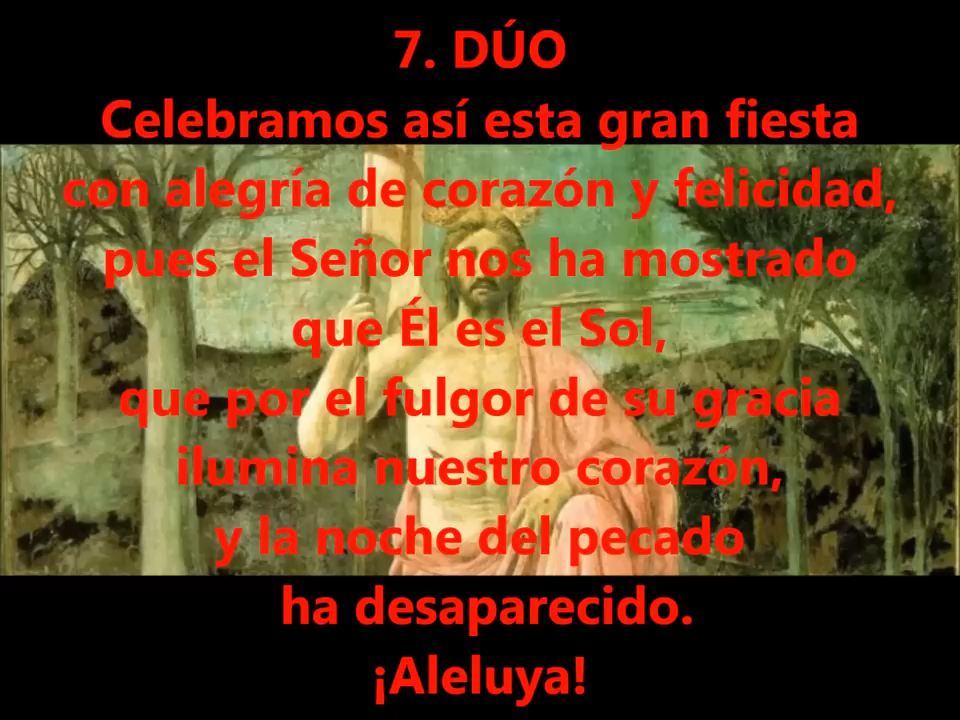 7. DÚO
Celebramos así esta gran fiesta
con alegría de corazón y felicidad,
pues el Señor nos ha mostrado
que Él es el Sol,
que por el fulgor de su gracia
ilumina nuestro corazón,
y la noche del pecado
ha desaparecido.
¡Aleluya!